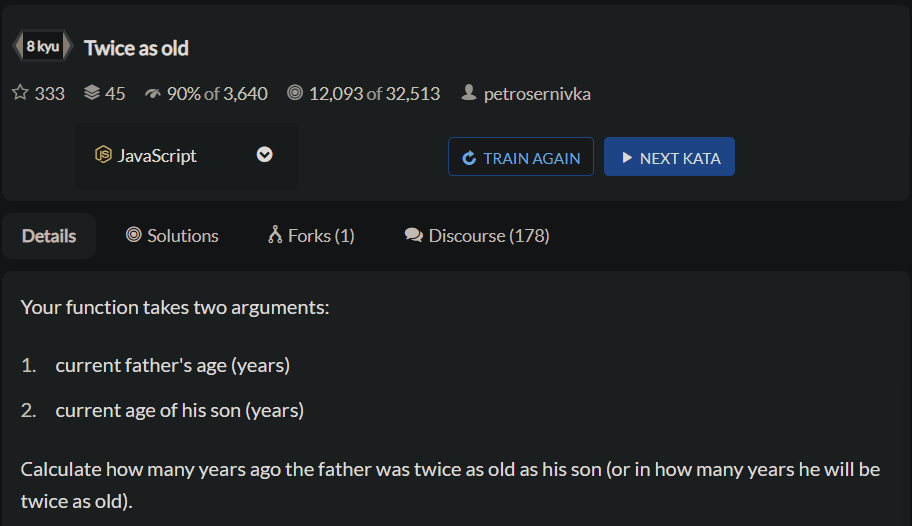 8 kyu Twice as old
333 45 90% of 3,640 12,093 of 32,513 petrosernivka
JavaScript TRAIN AGAIN NEXT KATA
Details Solutions Forks (1) Discourse (178)
Your function takes two arguments:
1. current father's age (years)
2. current age of his son (years)
Calculate how many years ago the father was twice as old as his son (or in how many years he will be
twice as old).